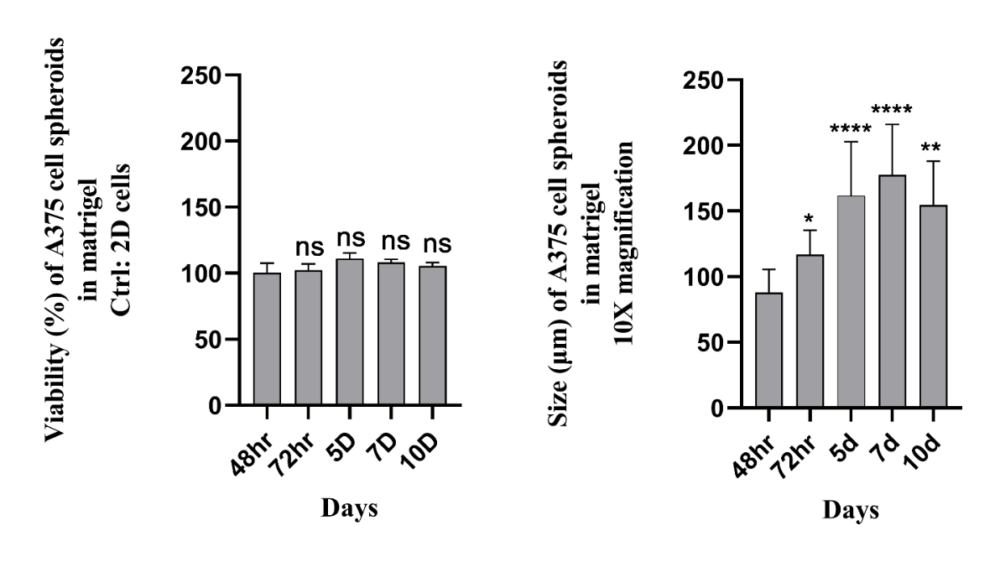 Viability (%) of A375 cell spheroids
in matrigel
Ctrl: 2D cells
250
200
150
100
50
0
ns
ns
ns
ns
48hr
72hr
5D
7D
10D
Days
Size (μm) of A375 cell spheroids
in matrigel
10X magnification
250
200
150
100
50
0
*
****
****
**
48hr
72hr
5d
7d
10d
Days